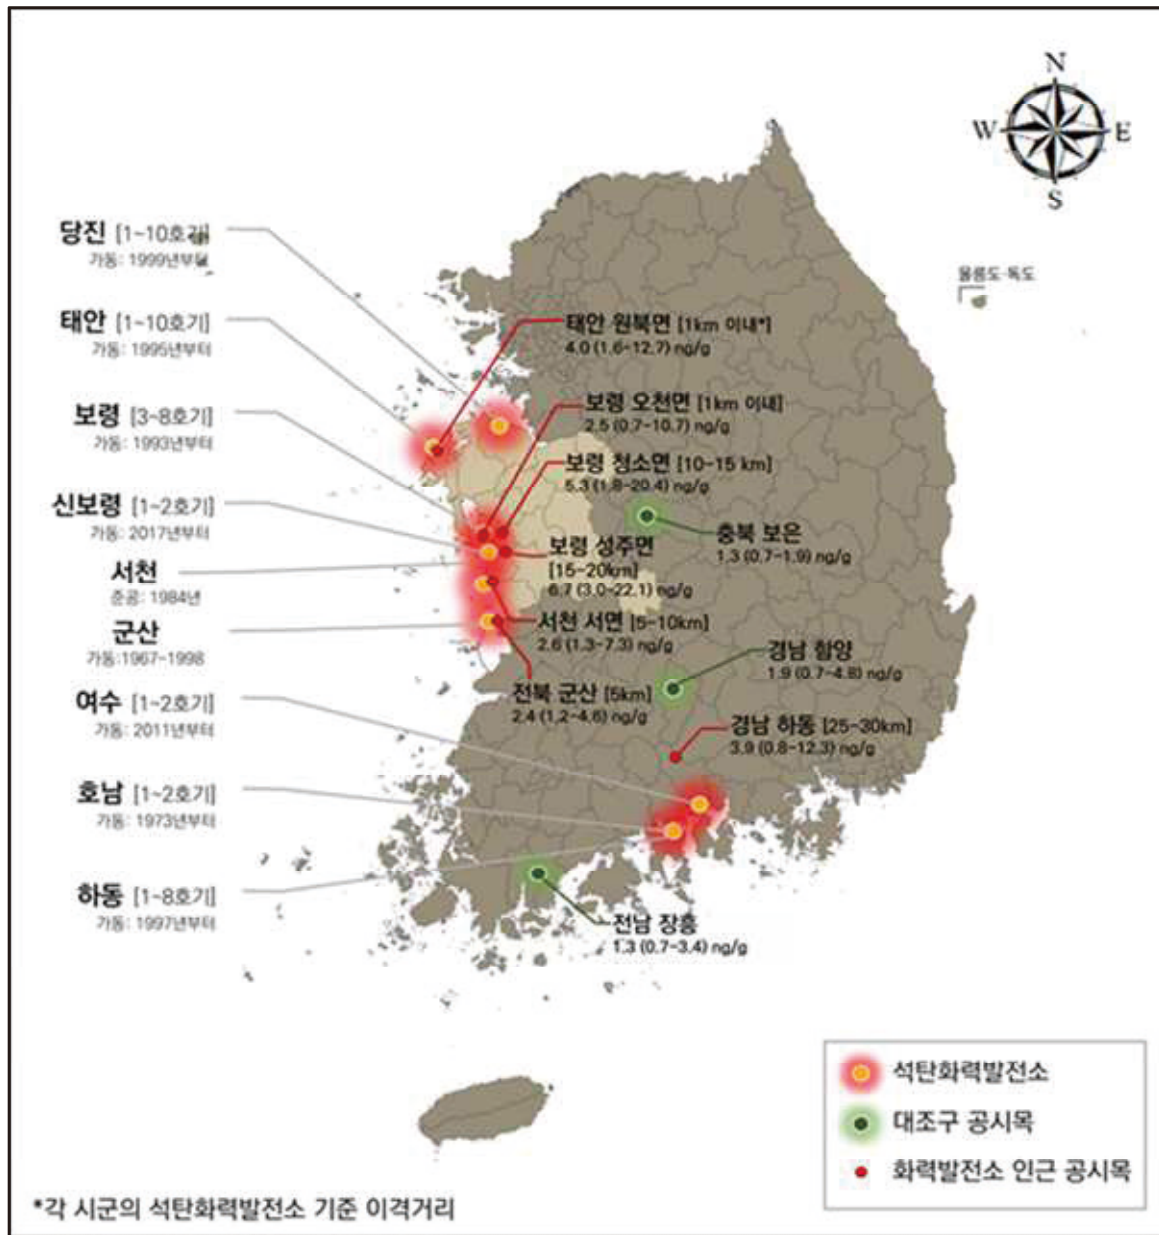 N
W E
S
당진 [1~10호기]
가동: 1999년부터
태안 [1~10호기]
가동: 1995년부터
보령 [3~8호기]
가동: 1993년부터
신보령 [1~2호기]
가동: 2017년부터
서천
준공: 1984년
군산
가동:1967~1998
여수 [1~2호기]
가동: 2011년부터
호남 [1~2호기]
가동: 1973년부터
하동 [1~8호기]
가동: 1997년부터
울릉도·독도
태안 원북면 [1km 이내*]
4.0 (1.6-12.7) ng/g
보령 오천면 [1km 이내]
2.5 (0.7-10.7) ng/g
보령 청소면 [10-15 km]
5.3 (1.8-20.4) ng/g
충북 보은
1.3 (0.7-1.9) ng/g
보령 성주면
[15-20km]
6.7 (3.0-22.1) ng/g
서천 서면 [5-10km]
2.6 (1.3-7.3) ng/g
경남 함양
1.9 (0.7-4.8) ng/g
전북 군산 [5km]
2.4 (1.2-4.6) ng/g
경남 하동 [25-30km]
3.9 (0.8-12.3) ng/g
전남 장흥
1.3 (0.7-3.4) ng/g
석탄화력발전소
대조구 공시목
화력발전소 인근 공시목
*각 시군의 석탄화력발전소 기준 이격거리